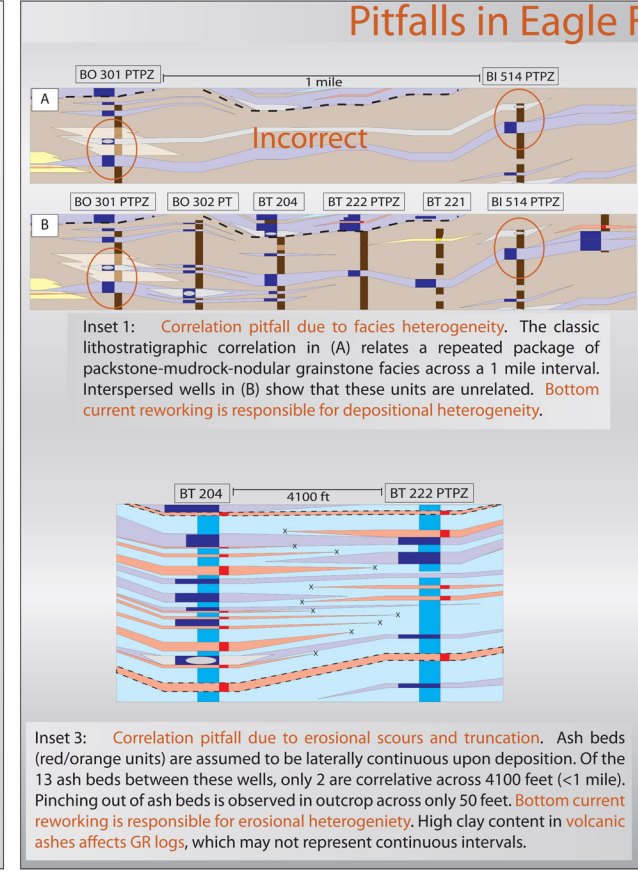 Pitfalls in Eagle F
BO 301 PTPZ
1 mile
BI 514 PTPZ
A
Incorrect
BO 301 PTPZ
BO 302 PT
BT 204
BT 222 PTPZ
BT 221
BI 514 PTPZ
B
Inset 1: Correlation pitfall due to facies heterogeneity. The classic
lithostratigraphic correlation in (A) relates a repeated package of
packstone-mudrock-nodular grainstone facies across a 1 mile interval.
Interspersed wells in (B) show that these units are unrelated. Bottom
current reworking is responsible for depositional heterogeneity.
BT 204
4100 ft
BT 222 PTPZ
x
x
x
x
x
x
x
x
x
x
x
Inset 3: Correlation pitfall due to erosional scours and truncation. Ash beds
(red/orange units) are assumed to be laterally continuous upon deposition. Of the
13 ash beds between these wells, only 2 are correlative across 4100 feet (<1 mile).
Pinching out of ash beds is observed in outcrop across only 50 feet. Bottom current
reworking is responsible for erosional heterogeniety. High clay content in volcanic
ashes affects GR logs, which may not represent continuous intervals.